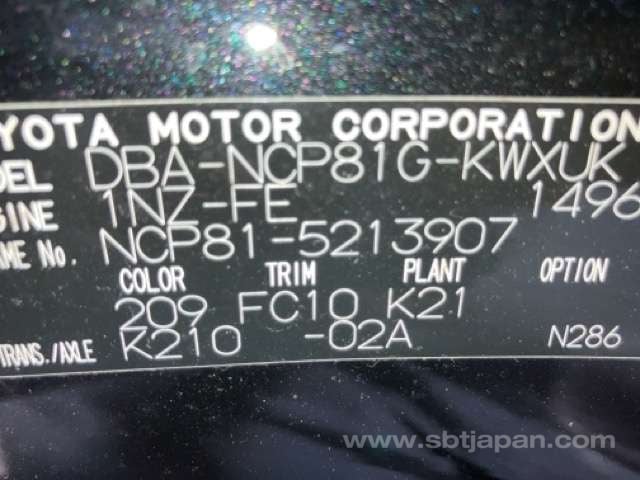 OYOTA MOTOR CORPORATION
DEL DBA-NCP81G-KWXUK
GINE 1NZ-FE 1496
AME No. NCP81-5213907
COLOR TRIM PLANT OPTION
209 FC10 K21
TRANS./AXLE K210 -02A N286
www.sbtjapan.com